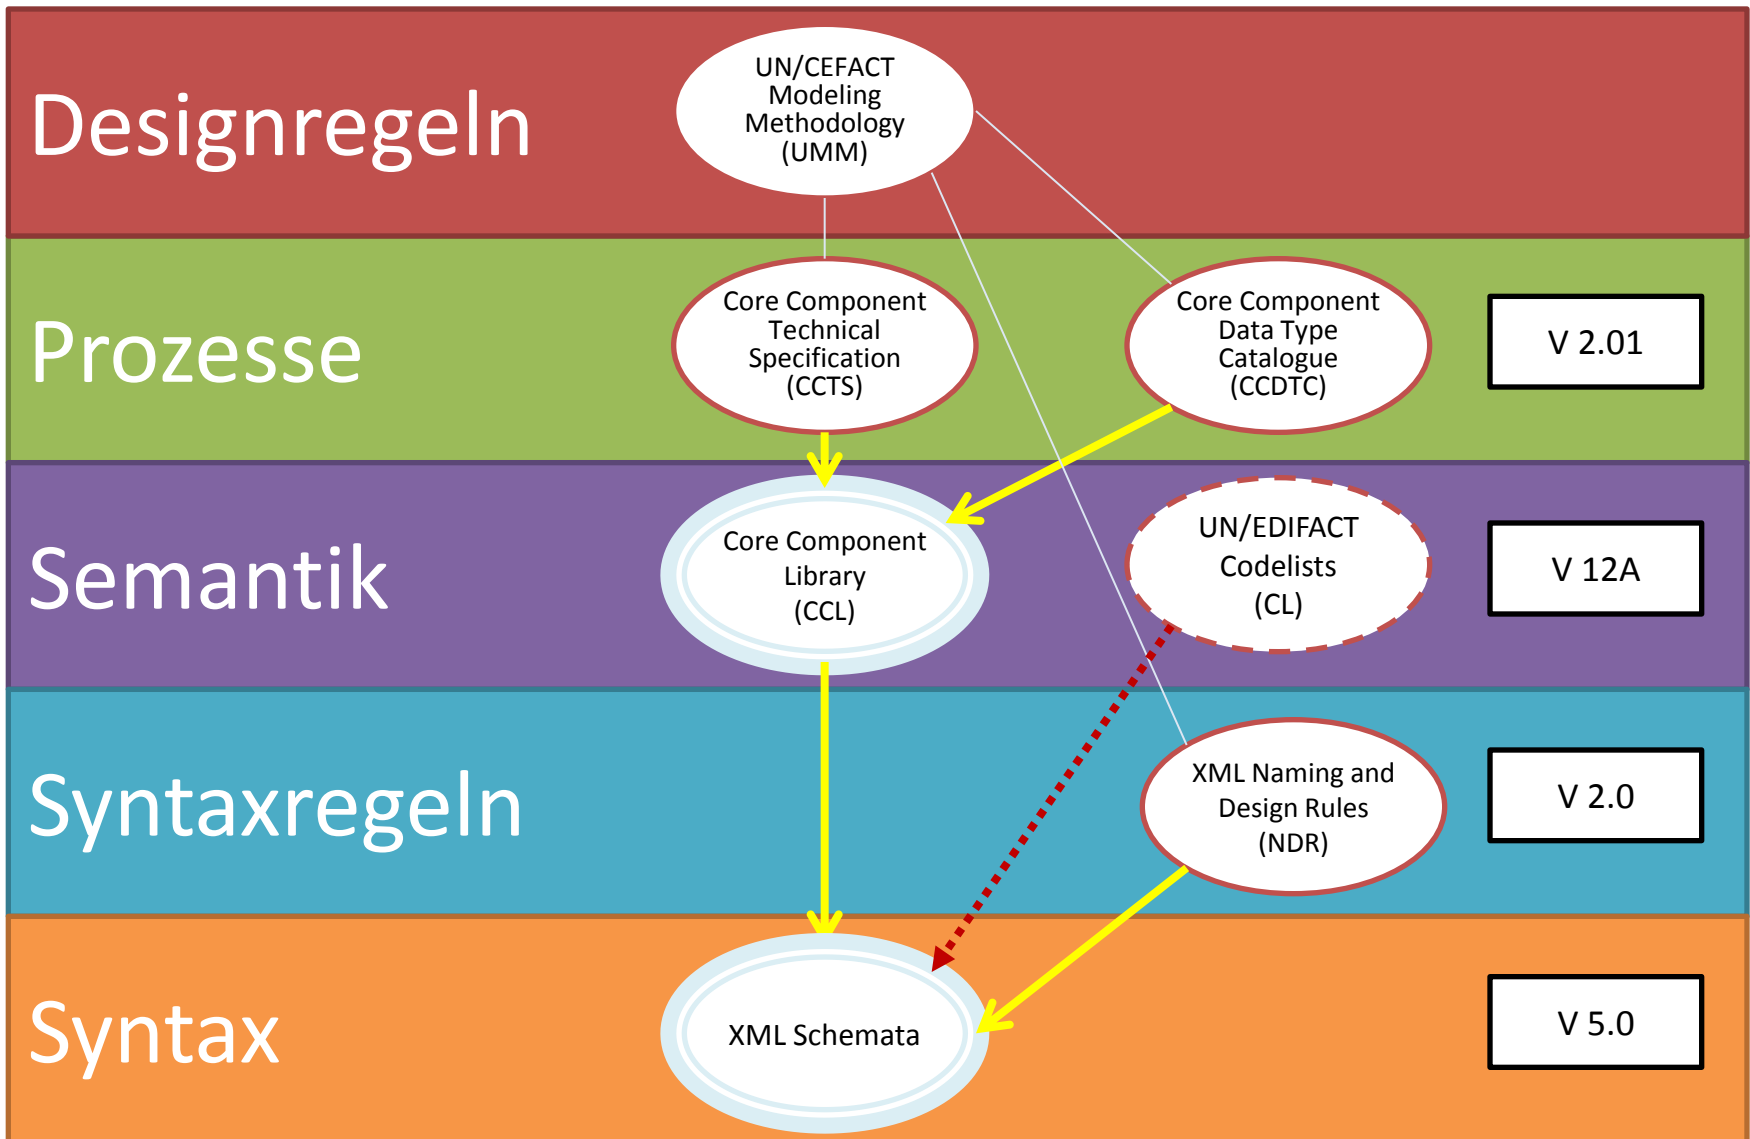 Designregeln
UN/CEFACT
Modeling
Methodology
(UMM)
Prozesse
Core Component
Technical
Specification
(CCTS)
Core Component
Data Type
Catalogue
(CCDTC)
V 2.01
Semantik
Core Component
Library
(CCL)
UN/EDIFACT
Codelists
(CL)
V 12A
Syntaxregeln
XML Naming and
Design Rules
(NDR)
V 2.0
Syntax
XML Schemata
V 5.0